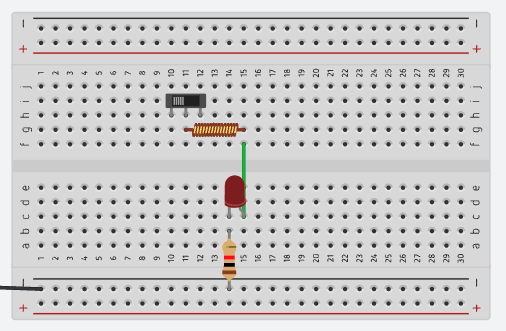 − −
+ +
1 2 3 4 5 6 7 8 9 10 11 12 13 14 15 16 17 18 19 20 21 22 23 24 25 26 27 28 29 30
j j
i i
h h
g g
f f
e e
d d
c c
b b
a a
1 2 3 4 5 6 7 8 9 10 11 12 13 14 15 16 17 18 19 20 21 22 23 24 25 26 27 28 29 30
− −
+ +